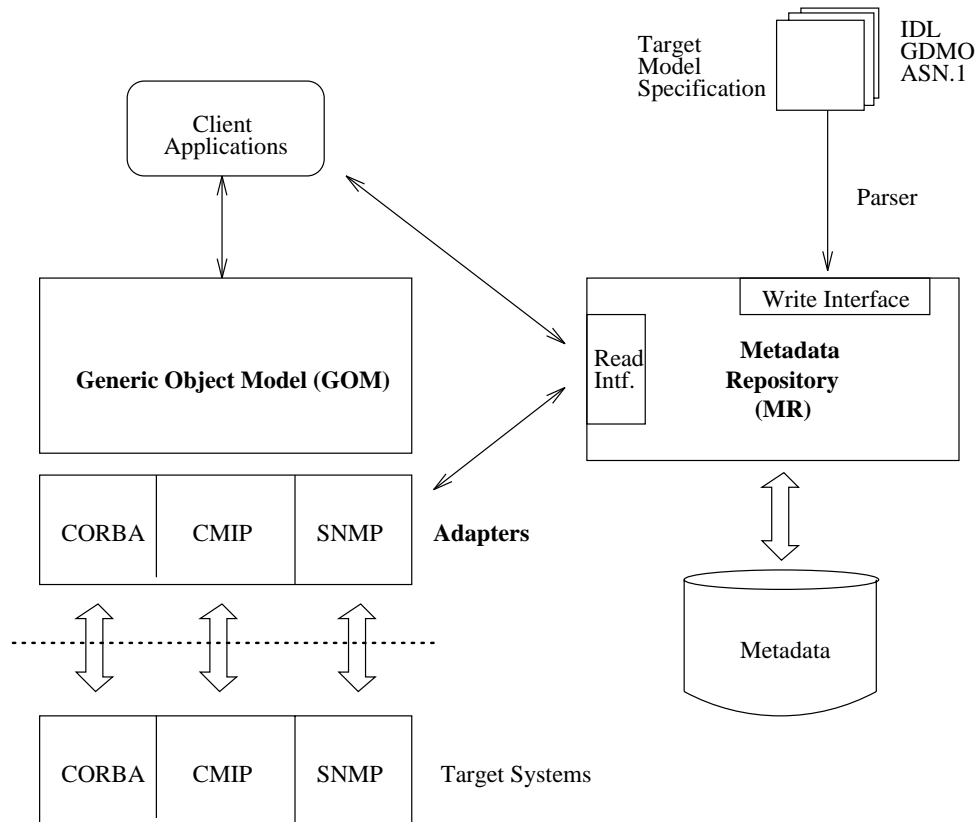 Target
Model
Specification
IDL
GDMO
ASN.1
Client
Applications
Parser
Write Interface
Generic Object Model (GOM)
Read
Intf.
Metadata
Repository
(MR)
CORBA
CMIP
SNMP
Adapters
Metadata
CORBA
CMIP
SNMP
Target Systems